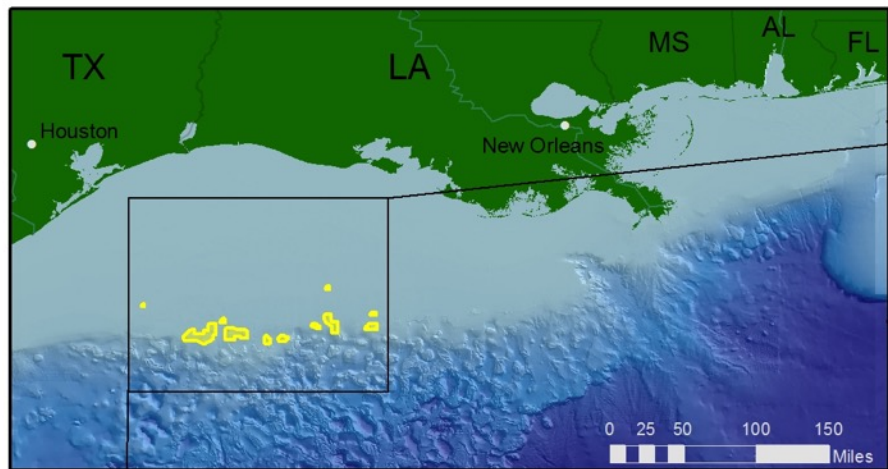 TX
LA
MS
AL
FL
Houston
New Orleans
0 25 50 100 150
Miles